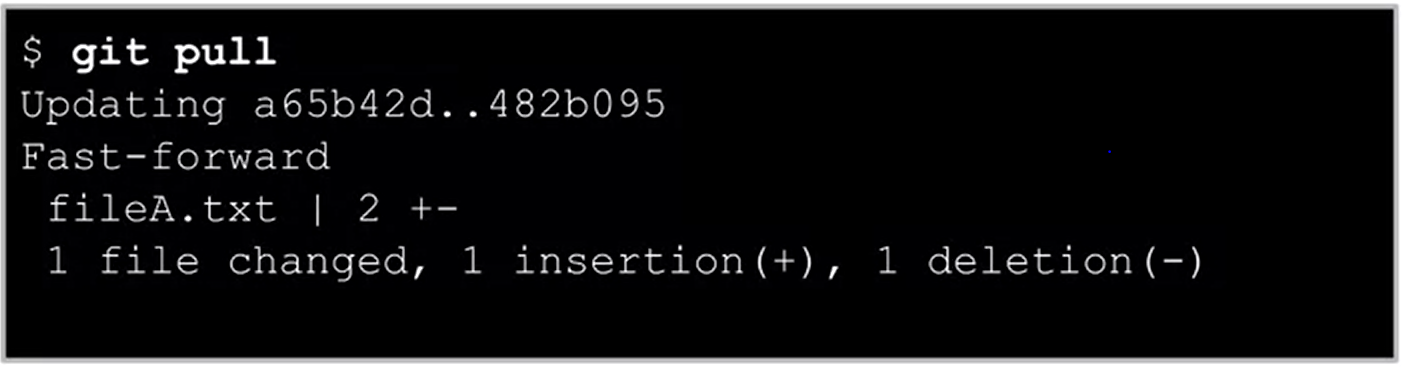 $ git pull
Updating a65b42d..482b095
Fast-forward
 fileA.txt | 2 +-
 1 file changed, 1 insertion(+), 1 deletion(-)